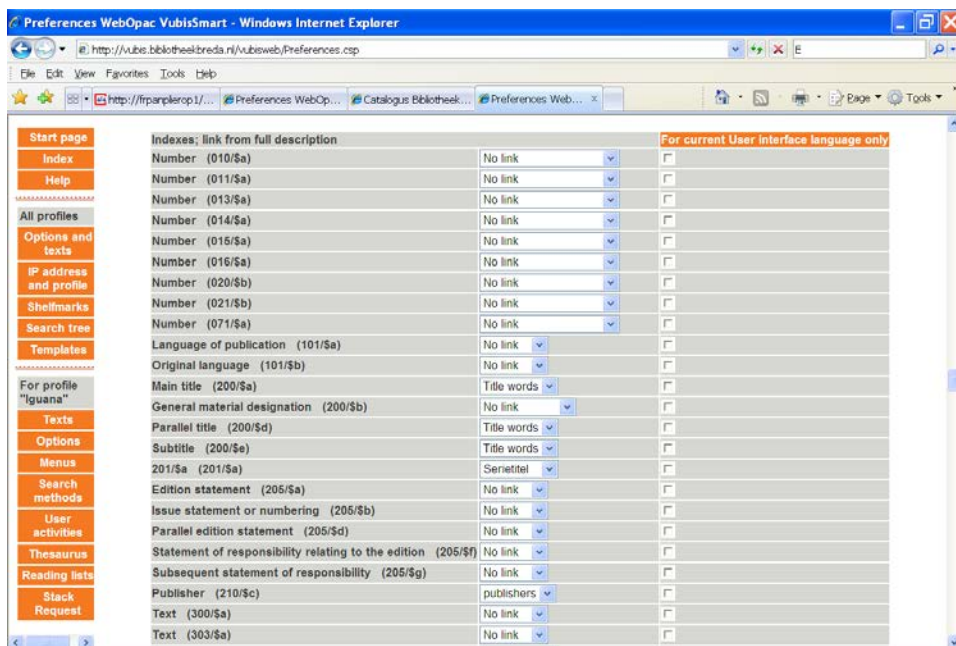 Preferences WebOpac VubisSmart - Windows Internet Explorer
http://vubis.bibliotheekbreda.nl/vubisweb/Preferences.csp
E
File Edit View Favorites Tools Help
http://frpanplerop1/... Preferences WebOp... Catalogus Bibliotheek... Preferences Web... x Page Tools
Start page
Index
Help
All profiles
Options and
texts
IP address
and profile
Shelfmarks
Search tree
Templates
For profile
"Iguana"
Texts
Options
Menus
Search
methods
User
activities
Thesaurus
Reading lists
Stack
Request
Indexes; link from full description For current User interface language only
Number (010/$a) No link
Number (011/$a) No link
Number (013/$a) No link
Number (014/$a) No link
Number (015/$a) No link
Number (016/$a) No link
Number (020/$b) No link
Number (021/$b) No link
Number (071/$a) No link
Language of publication (101/$a) No link
Original language (101/$b) No link
Main title (200/$a) Title words
General material designation (200/$b) No link
Parallel title (200/$d) Title words
Subtitle (200/$e) Title words
201/$a (201/$a) Serietitel
Edition statement (205/$a) No link
Issue statement or numbering (205/$b) No link
Parallel edition statement (205/$d) No link
Statement of responsibility relating to the edition (205/$f) No link
Subsequent statement of responsibility (205/$g) No link
Publisher (210/$c) publishers
Text (300/$a) No link
Text (303/$a) No link